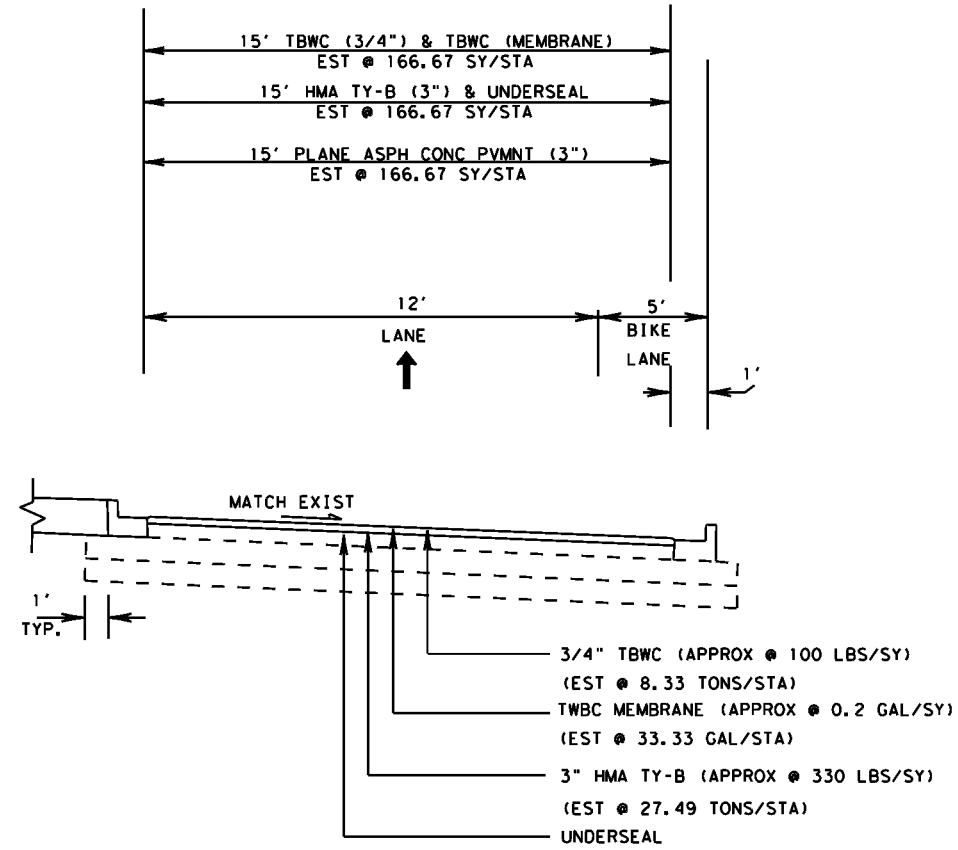 15' TBWC (3/4") & TBWC (MEMBRANE)
EST @ 166.67 SY/STA
15' HMA TY-B (3") & UNDERSEAL
EST @ 166.67 SY/STA
15' PLANE ASPH CONC PVMNT (3")
EST @ 166.67 SY/STA
12'
LANE
5'
BIKE
LANE
1'
MATCH EXIST
1'
TYP.
3/4" TBWC (APPROX @ 100 LBS/SY)
(EST @ 8.33 TONS/STA)
TWBC MEMBRANE (APPROX @ 0.2 GAL/SY)
(EST @ 33.33 GAL/STA)
3" HMA TY-B (APPROX @ 330 LBS/SY)
(EST @ 27.49 TONS/STA)
UNDERSEAL